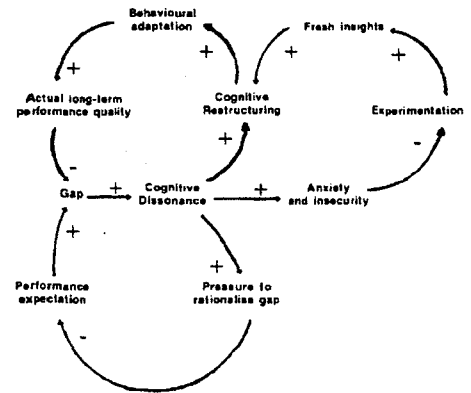 Behavioural
adaptation
Fresh insights
+
+
+
+
Actual long-term
performance quality
Cognitive
Restructuring
Experimentation
+
-
-
Gap
+
Cognitive
Dissonance
+
Anxiety
and insecurity
+
+
Performance
expectation
Pressure to
rationalise gap
-